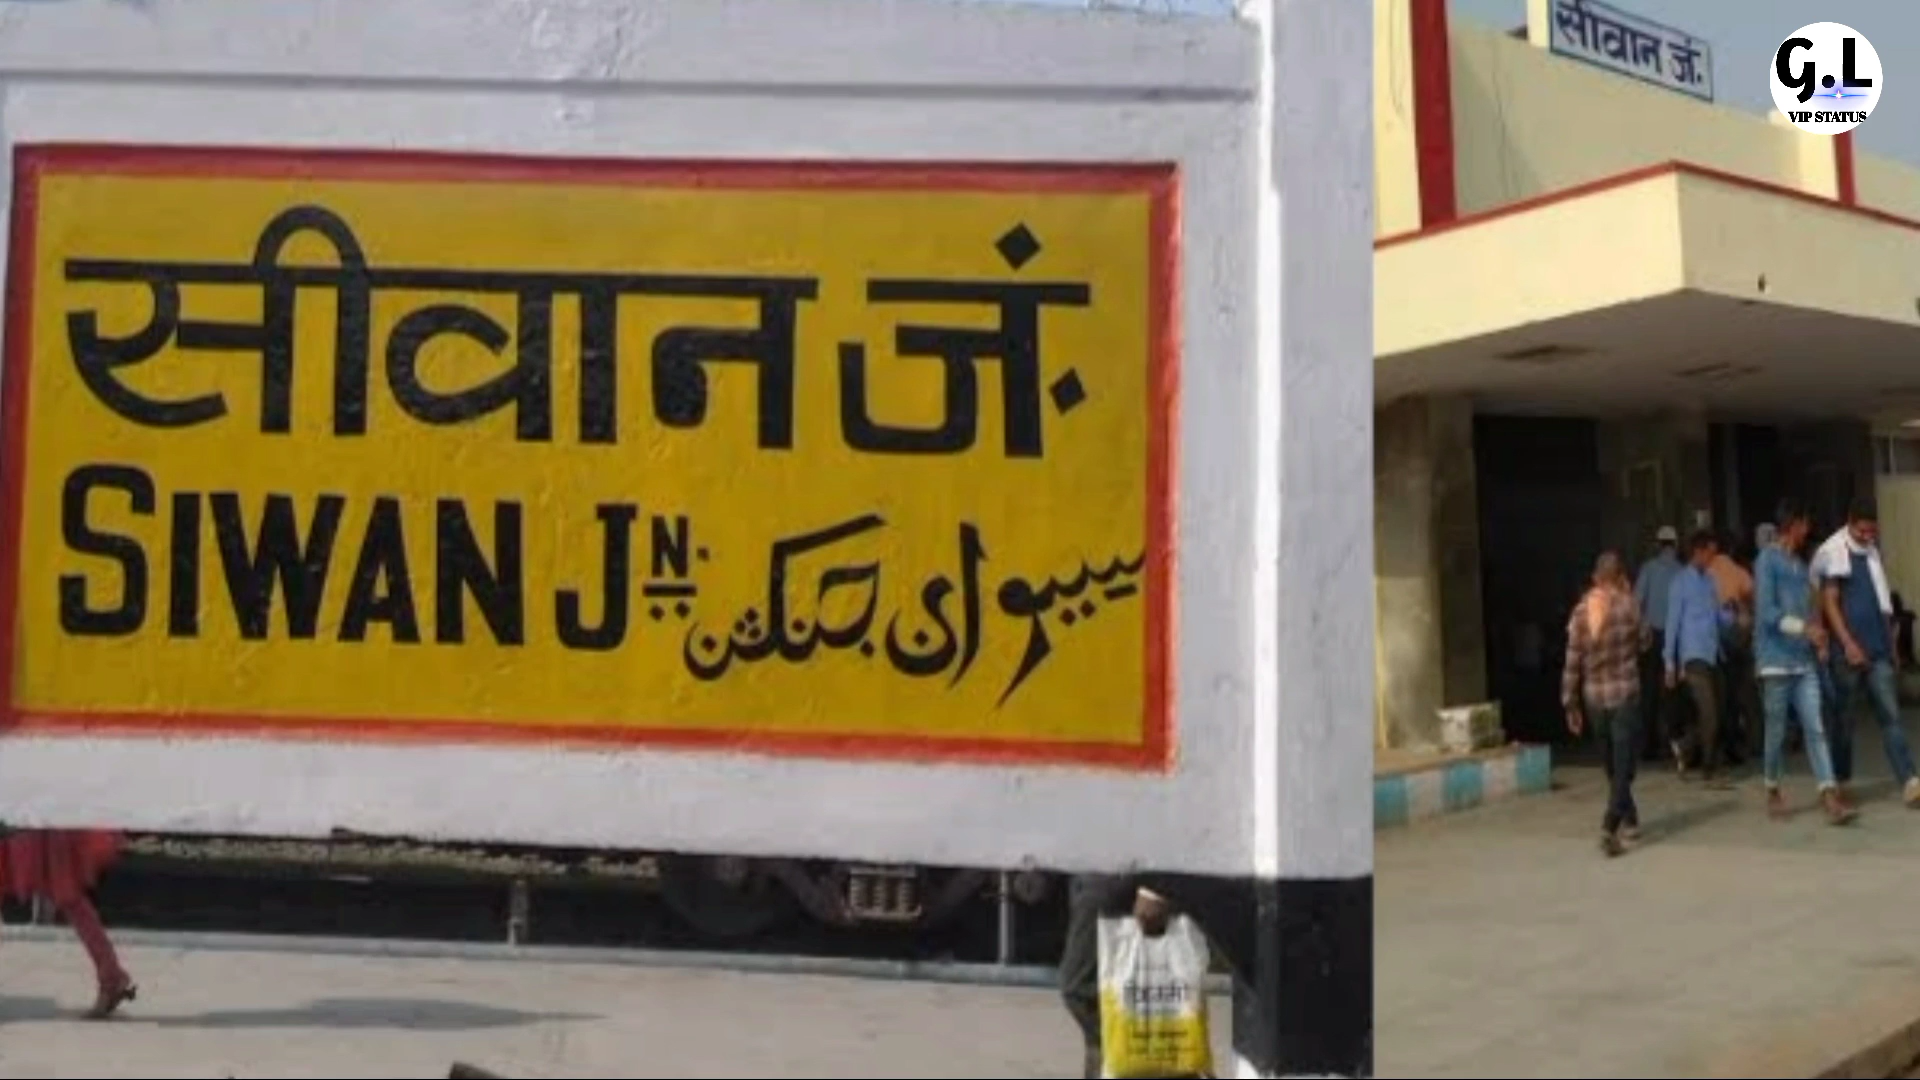 सीवान जं.
SIWAN JN.
سیوان جنکشن
सीवान जं.
G.L
VIP STATUS